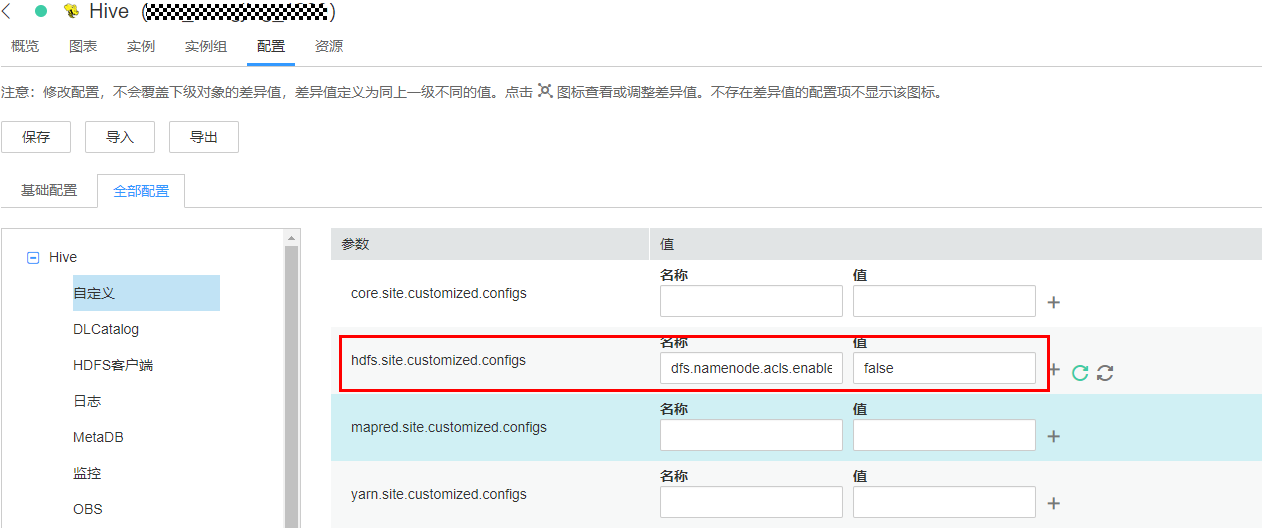 Hive ( )
概览 图表 实例 实例组 配置 资源
注意：修改配置，不会覆盖下级对象的差异值，差异值定义为同上一级不同的值。点击 图标查看或调整差异值。不存在差异值的配置项不显示该图标。
保存 导入 导出
基础配置 全部配置
Hive
自定义
DLCatalog
HDFS客户端
日志
MetaDB
监控
OBS
参数 值
名称 值
core.site.customized.configs
名称 值
hdfs.site.customized.configs dfs.namenode.acls.enable false
名称 值
mapred.site.customized.configs
名称 值
yarn.site.customized.configs